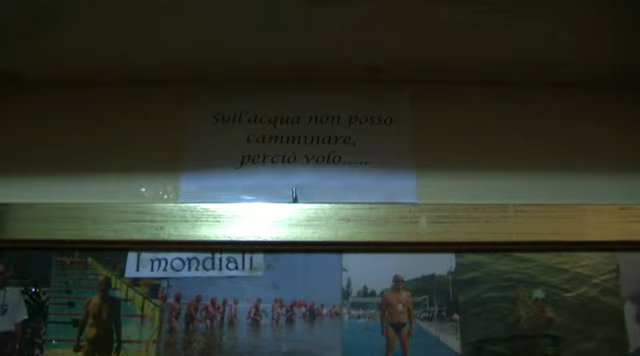 Sull'acqua non posso
camminare,
perciò volo.....
I mondiali